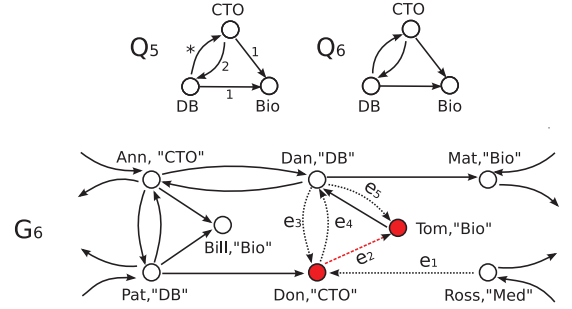 CTO CTO
Q5 * 2 1 Q6
DB 1 Bio DB Bio
Ann, "CTO" Dan,"DB" Mat,"Bio"
e5
G6 e3 e4 Tom,"Bio"
Bill,"Bio" e2 e1
Pat,"DB" Don,"CTO" Ross,"Med"